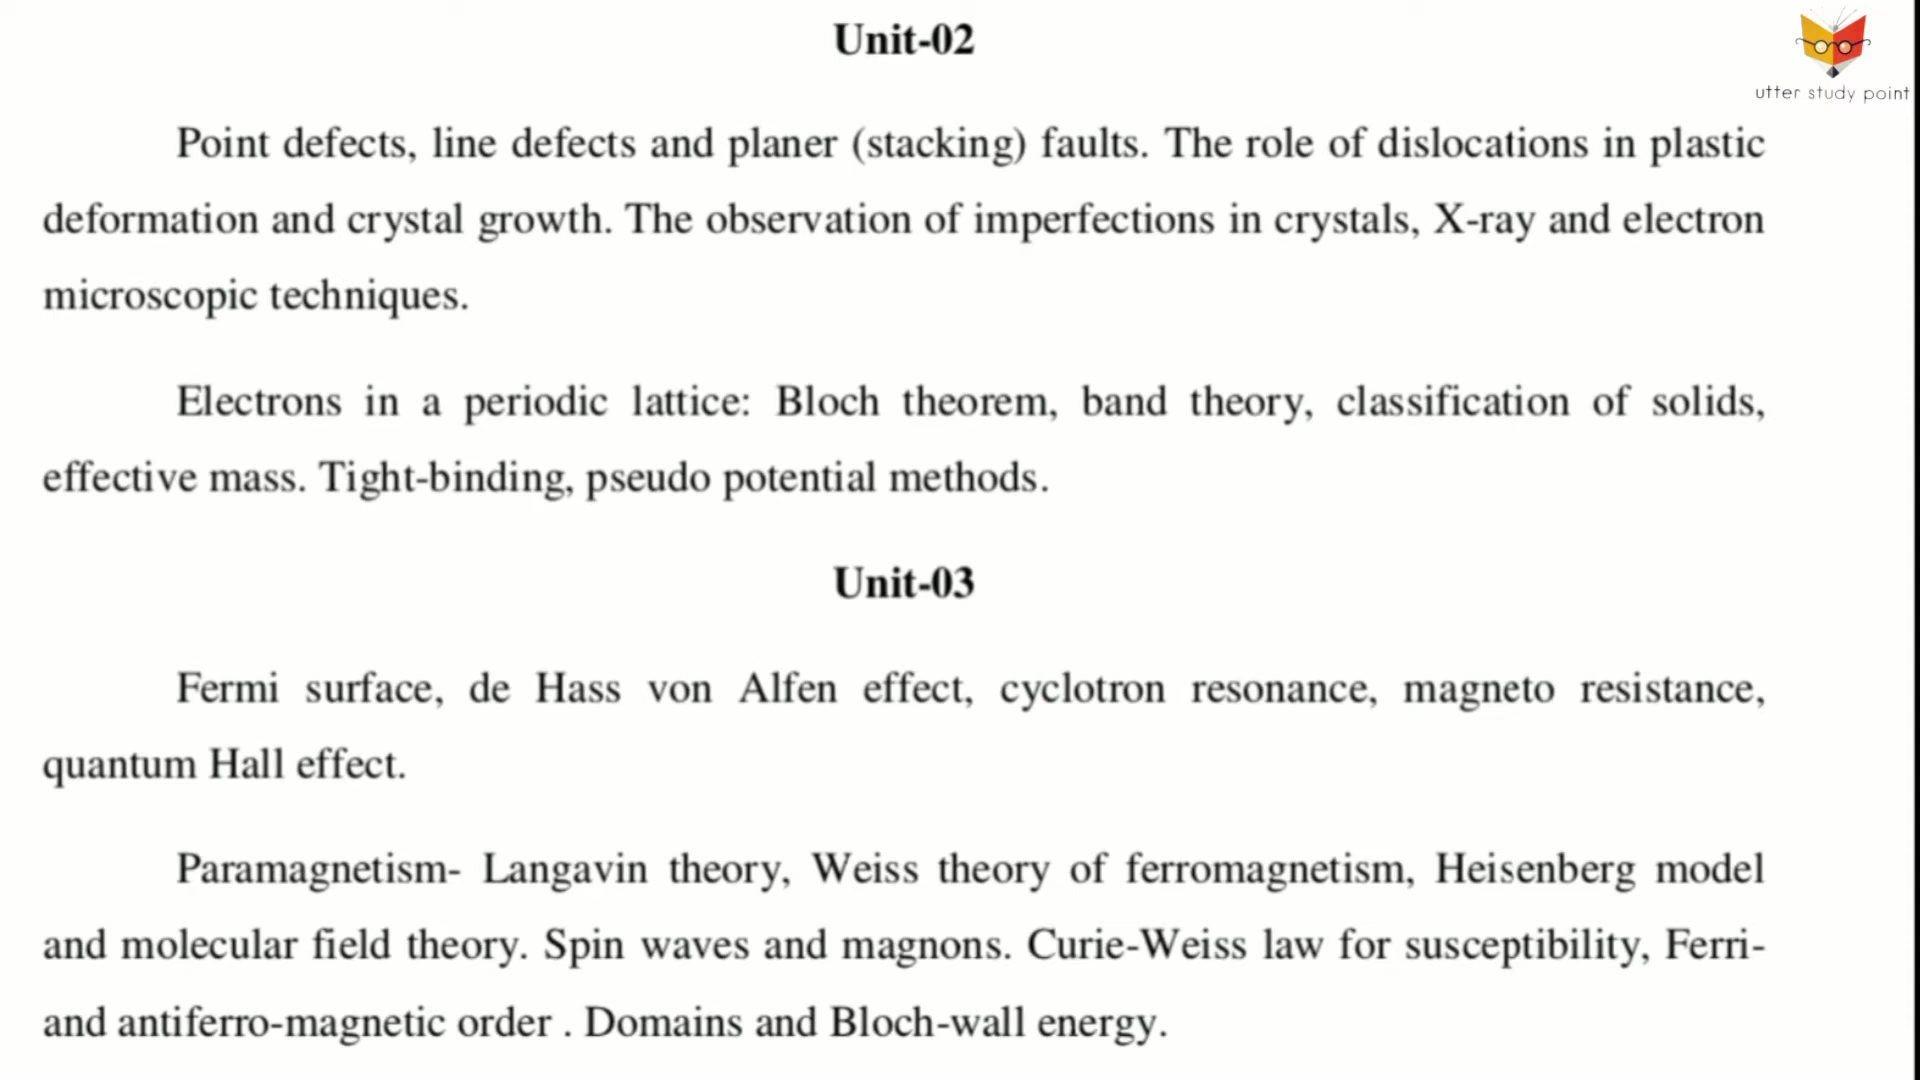 Unit-02
utter study point
Point defects, line defects and planer (stacking) faults. The role of dislocations in plastic
deformation and crystal growth. The observation of imperfections in crystals, X-ray and electron
microscopic techniques.
Electrons in a periodic lattice: Bloch theorem, band theory, classification of solids,
effective mass. Tight-binding, pseudo potential methods.
Unit-03
Fermi surface, de Hass von Alfen effect, cyclotron resonance, magneto resistance,
quantum Hall effect.
Paramagnetism- Langavin theory, Weiss theory of ferromagnetism, Heisenberg model
and molecular field theory. Spin waves and magnons. Curie-Weiss law for susceptibility, Ferri-
and antiferro-magnetic order . Domains and Bloch-wall energy.